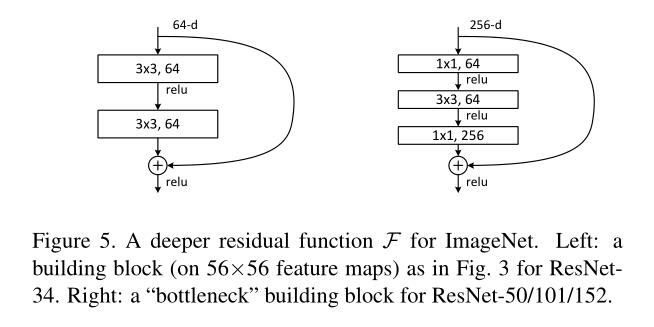 64-d
3x3, 64
relu
3x3, 64
+
relu
256-d
1x1, 64
relu
3x3, 64
relu
1x1, 256
+
relu
Figure 5. A deeper residual function F for ImageNet. Left: a
building block (on 56×56 feature maps) as in Fig. 3 for ResNet-
34. Right: a “bottleneck” building block for ResNet-50/101/152.